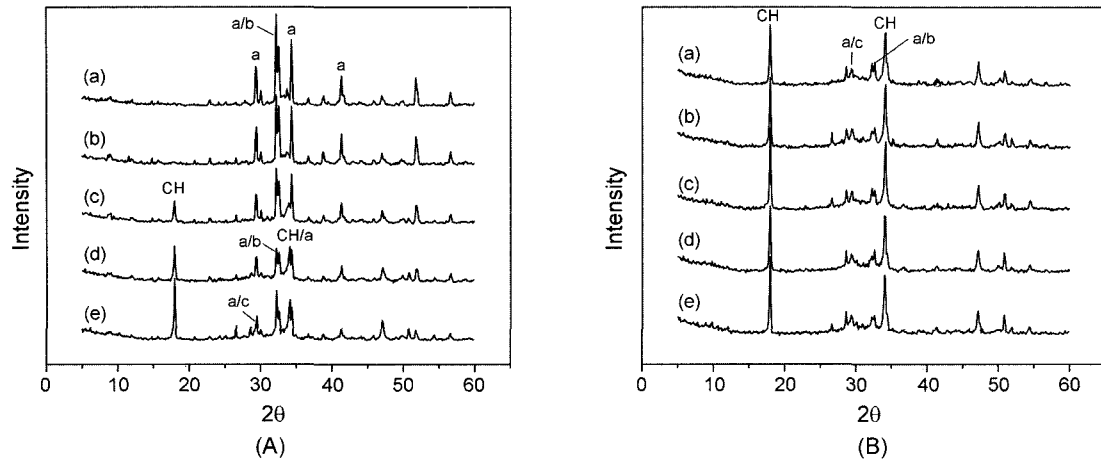 a/b
a
a
a
(a)
(b)
CH
(c)
a/b
CH/a
(d)
a/c
(e)
Intensity
0 10 20 30 40 50 60
2θ
(A)
CH
CH
a/c
a/b
(a)
(b)
(c)
(d)
(e)
Intensity
0 10 20 30 40 50 60
2θ
(B)